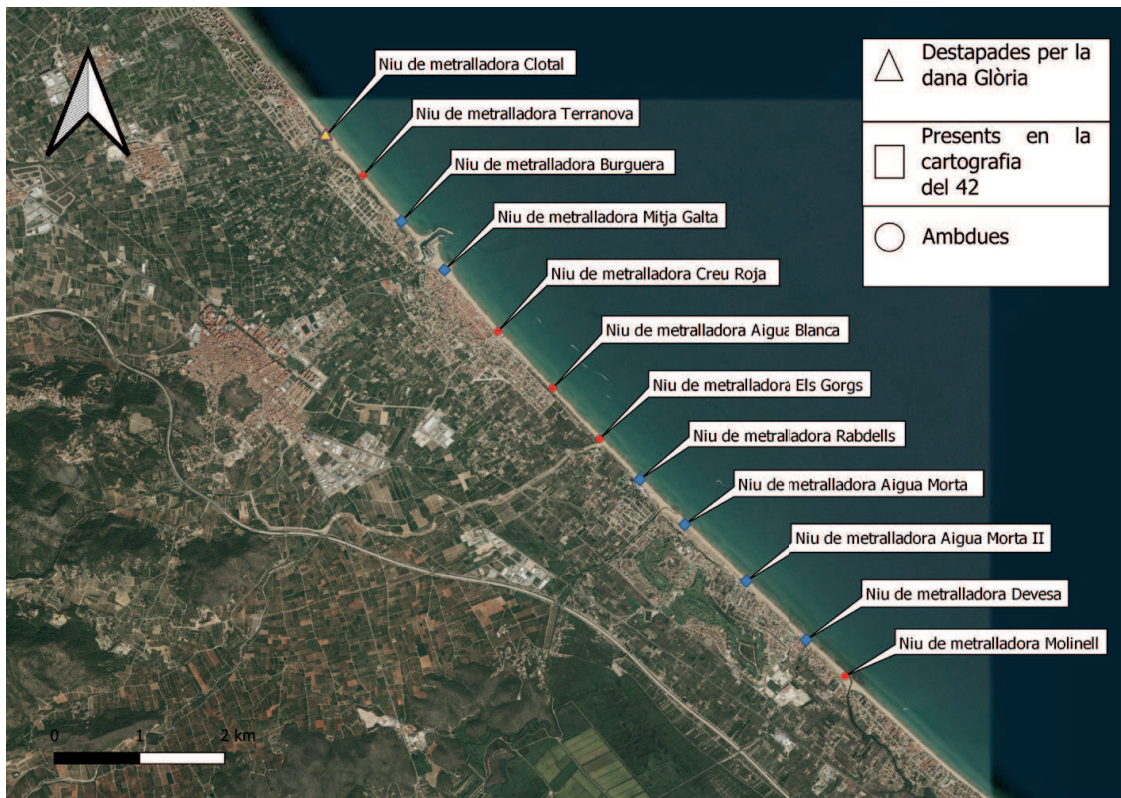 Niu de metralladora Clotal
Niu de metralladora Terranova
Niu de metralladora Burguera
Niu de metralladora Mitja Galta
Niu de metralladora Creu Roja
Niu de metralladora Aigua Blanca
Niu de metralladora Els Gorgs
Niu de metralladora Rabdells
Niu de metralladora Aigua Morta
Niu de metralladora Aigua Morta II
Niu de metralladora Devesa
Niu de metralladora Molinell
Destapades per la
dana Glòria
Presents en la
cartografia
del 42
Ambdues
0 1 2 km